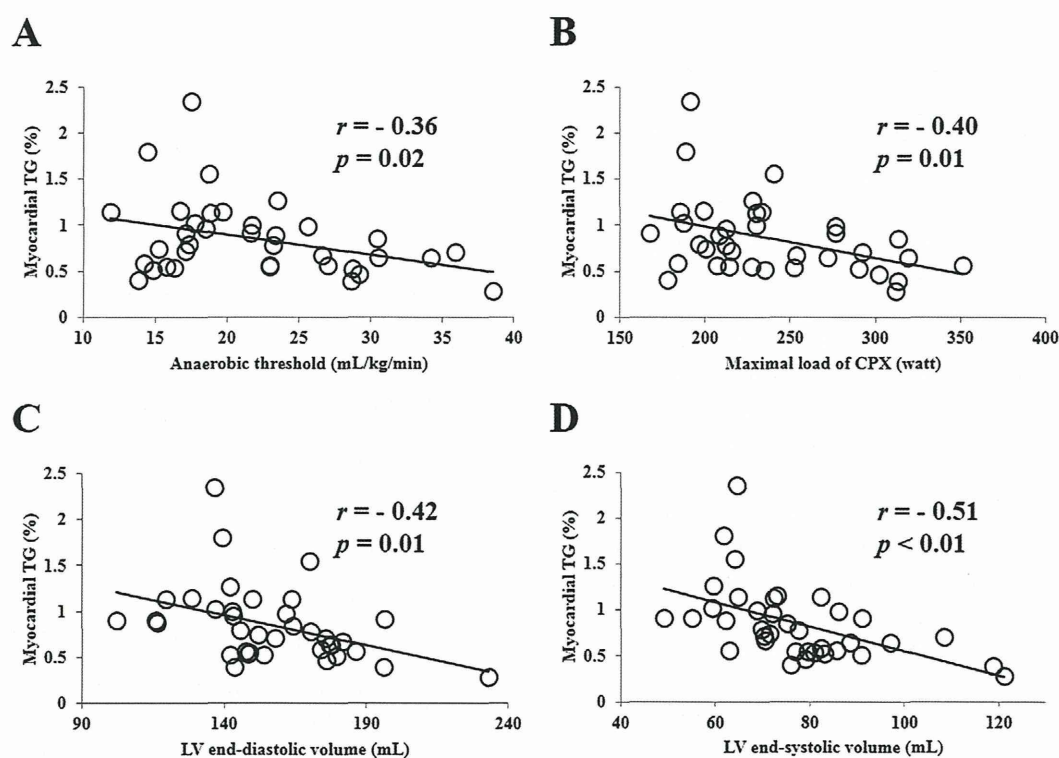 A
2.5
2
1.5
1
0.5
0
10
15
20
25
30
35
40
Myocardial TG (%)
Anaerobic threshold (mL/kg/min)
r = - 0.36
p = 0.02
B
2.5
2
1.5
1
0.5
0
150
200
250
300
350
400
Myocardial TG (%)
Maximal load of CPX (watt)
r = - 0.40
p = 0.01
C
2.5
2
1.5
1
0.5
0
90
140
190
240
Myocardial TG (%)
LV end-diastolic volume (mL)
r = - 0.42
p = 0.01
D
2.5
2
1.5
1
0.5
0
40
60
80
100
120
Myocardial TG (%)
LV end-systolic volume (mL)
r = - 0.51
p < 0.01